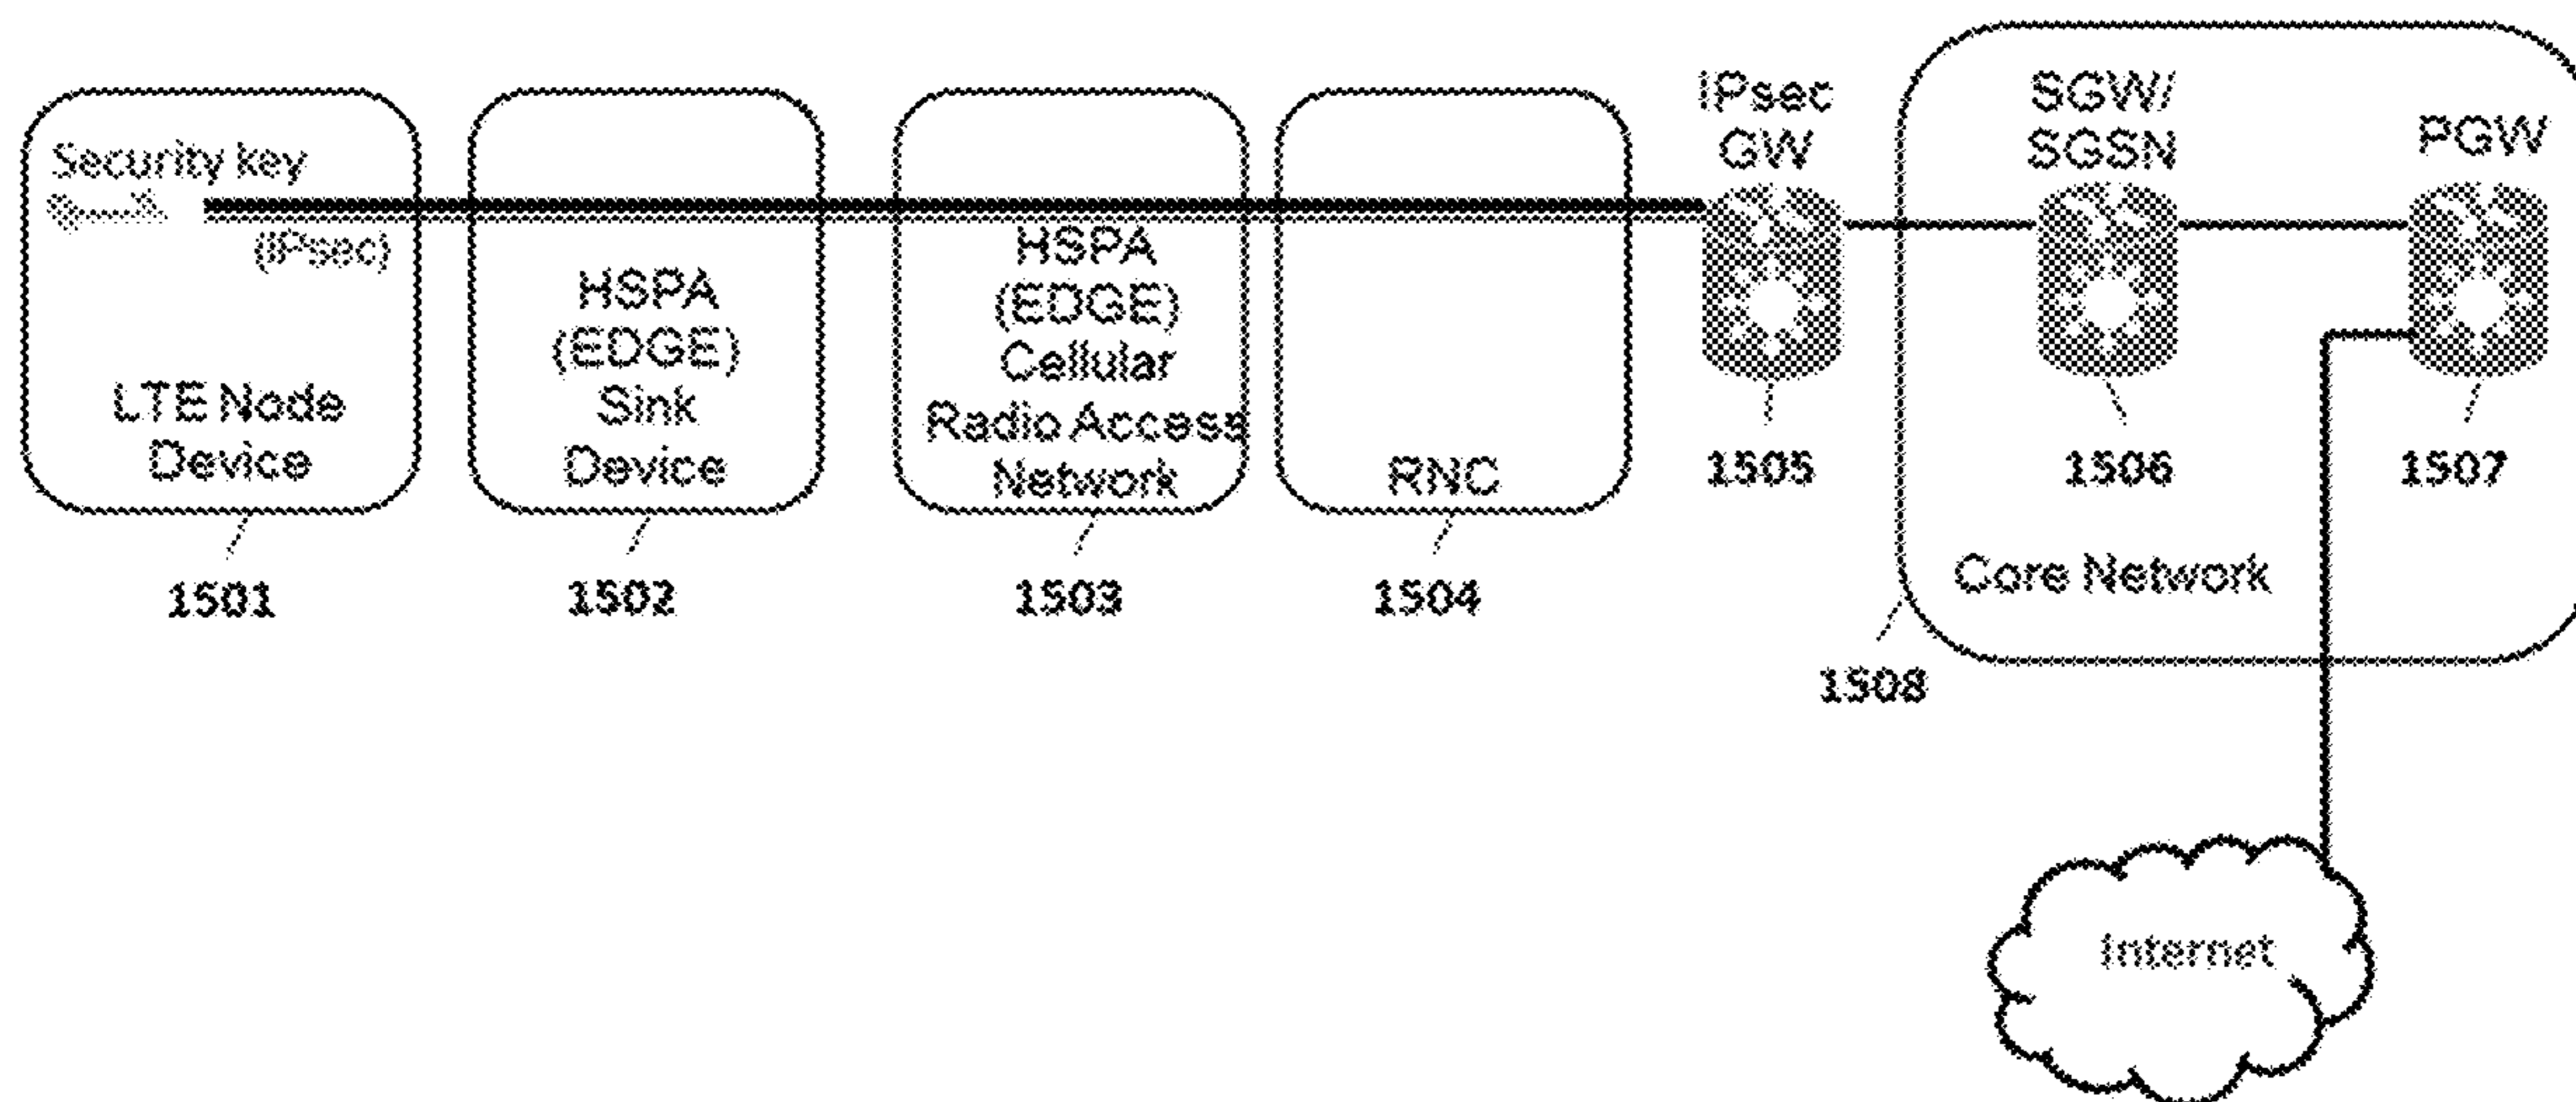 Security key
(IPsec)
LTE Node
Device
1501
HSPA
(EDGE)
Sink
Device
1502
HSPA
(EDGE)
Cellular
Radio Access
Network
1503
RNC
1504
IPsec
GW
1505
SGW/
SGSN
1506
PGW
1507
Core Network
1508
Internet